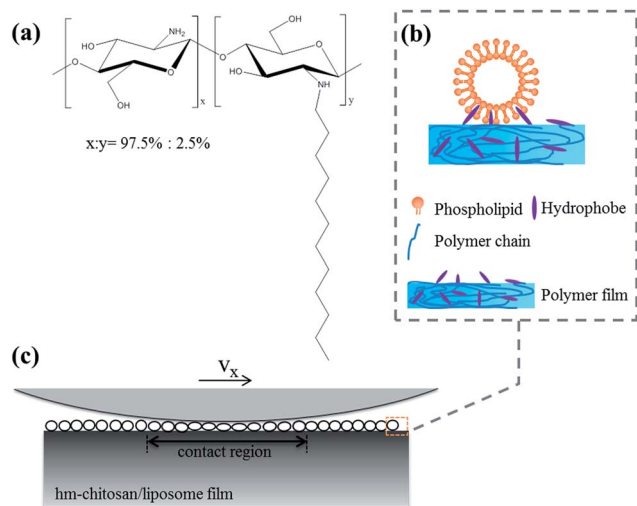 (a)
NH₂
HO
O
O
OH
x
HO
O
O
HO
NH
y
x:y= 97.5% : 2.5%
(b)
Phospholipid
Hydrophobe
Polymer chain
Polymer film
(c)
Vₓ
contact region
hm-chitosan/liposome film